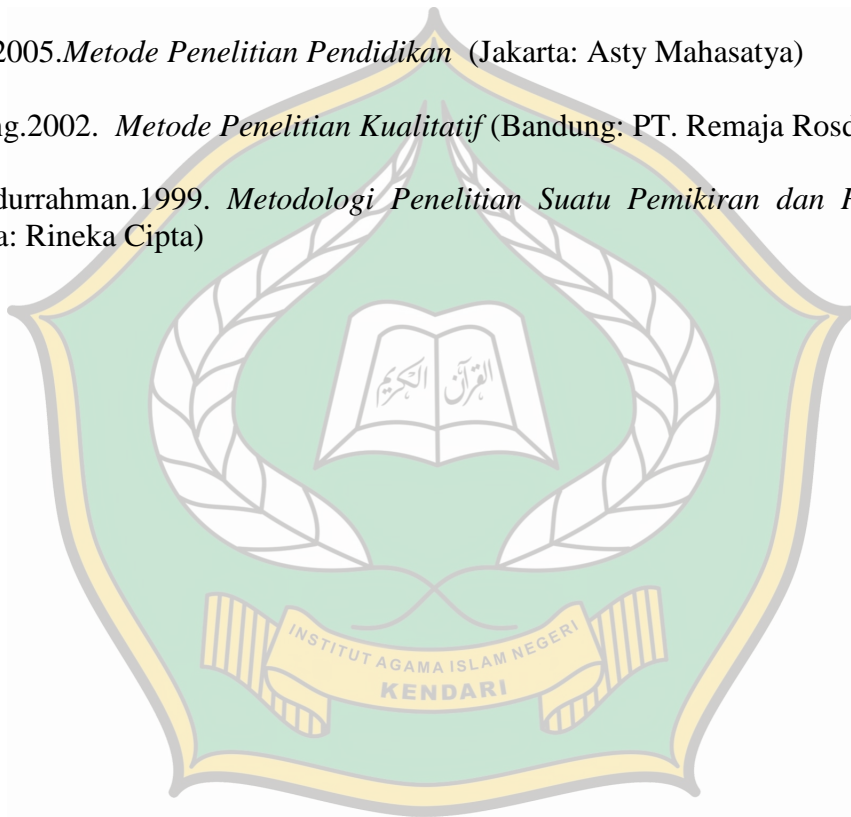 2005.Metode Penelitian Pendidikan (Jakarta: Asty Mahasatya)
ng.2002. Metode Penelitian Kualitatif (Bandung: PT. Remaja Rosd
durrahman.1999. Metodologi Penelitian Suatu Pemikiran dan P
a: Rineka Cipta)
القرآن الكريم
INSTITUT AGAMA ISLAM NEGERI
KENDARI